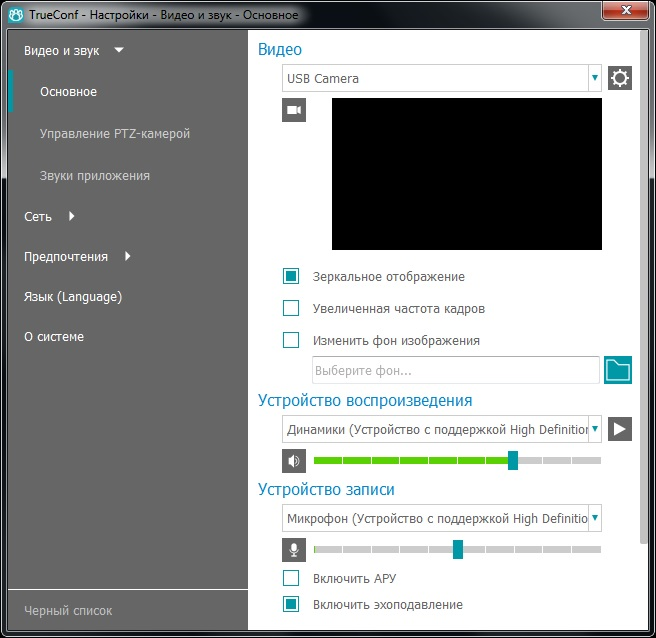 TrueConf - Настройки - Видео и звук - Основное
Видео и звук
Основное
Управление PTZ-камерой
Звуки приложения
Сеть
Предпочтения
Язык (Language)
О системе
Черный список
Видео
USB Camera
Зеркальное отображение
Увеличенная частота кадров
Изменить фон изображения
Выберите фон...
Устройство воспроизведения
Динамики (Устройство с поддержкой High Definition
Устройство записи
Микрофон (Устройство с поддержкой High Definitio
Включить АРУ
Включить эхоподавление